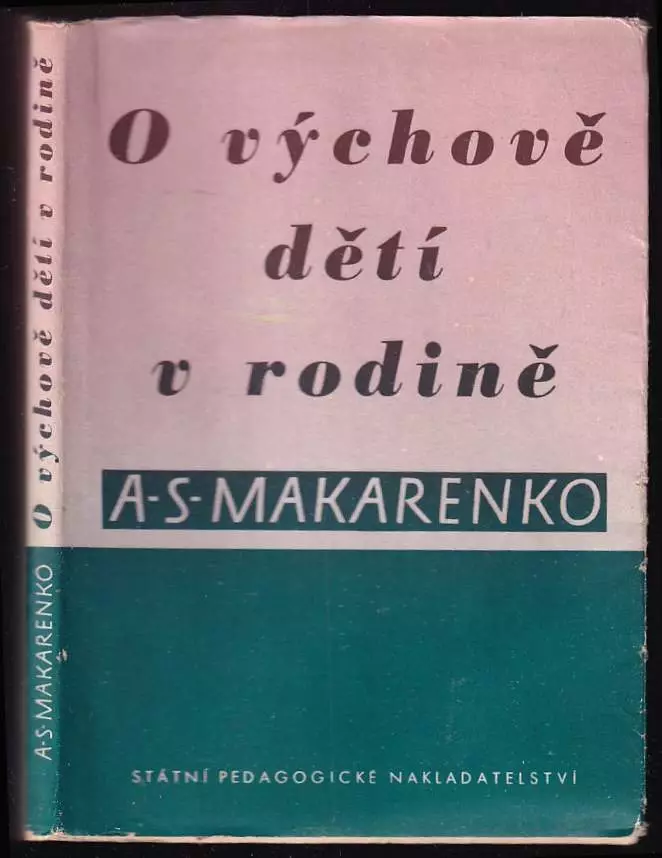 O výchově
dětí
v rodině
A-S-MAKARENKO
STÁTNÍ PEDAGOGICKÉ NAKLADATELSTVÍ
A-S-MAKARENKO O výchově dětí v rodině